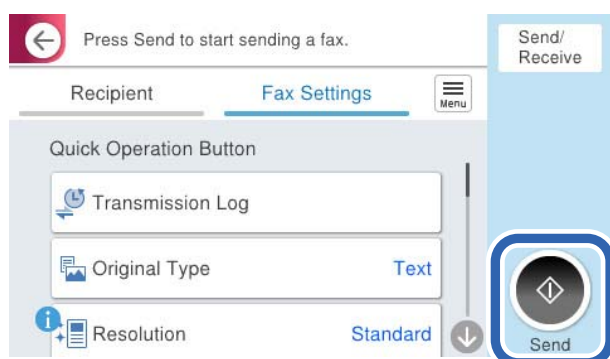 Press Send to start sending a fax.
Send/
Receive
Recipient
Fax Settings
Menu
Quick Operation Button
Transmission Log
Original Type
Text
Resolution
Standard
Send